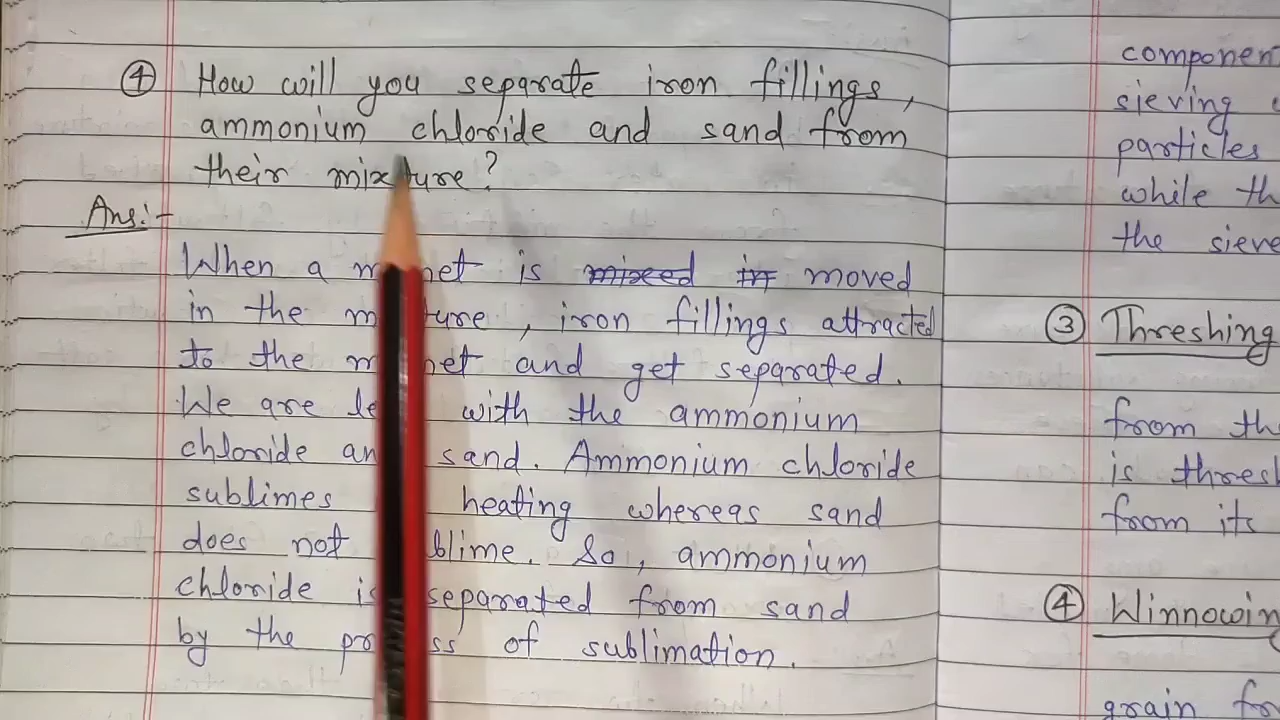 ④ How will you separate iron fillings,
ammonium chloride and sand from
their mixture?
Ans:-
When a is mixed in moved
in the , iron fillings attracted
to the and get separated.
We are with the ammonium
chloride sand. Ammonium chloride
sublimes heating whereas sand
does not . So, ammonium
chloride separated from sand
by the of sublimation.
componen
sieving
particles
while th
the sieve
③ Threshing
from th
is thresh
from its
④ Winnowin
grain fr